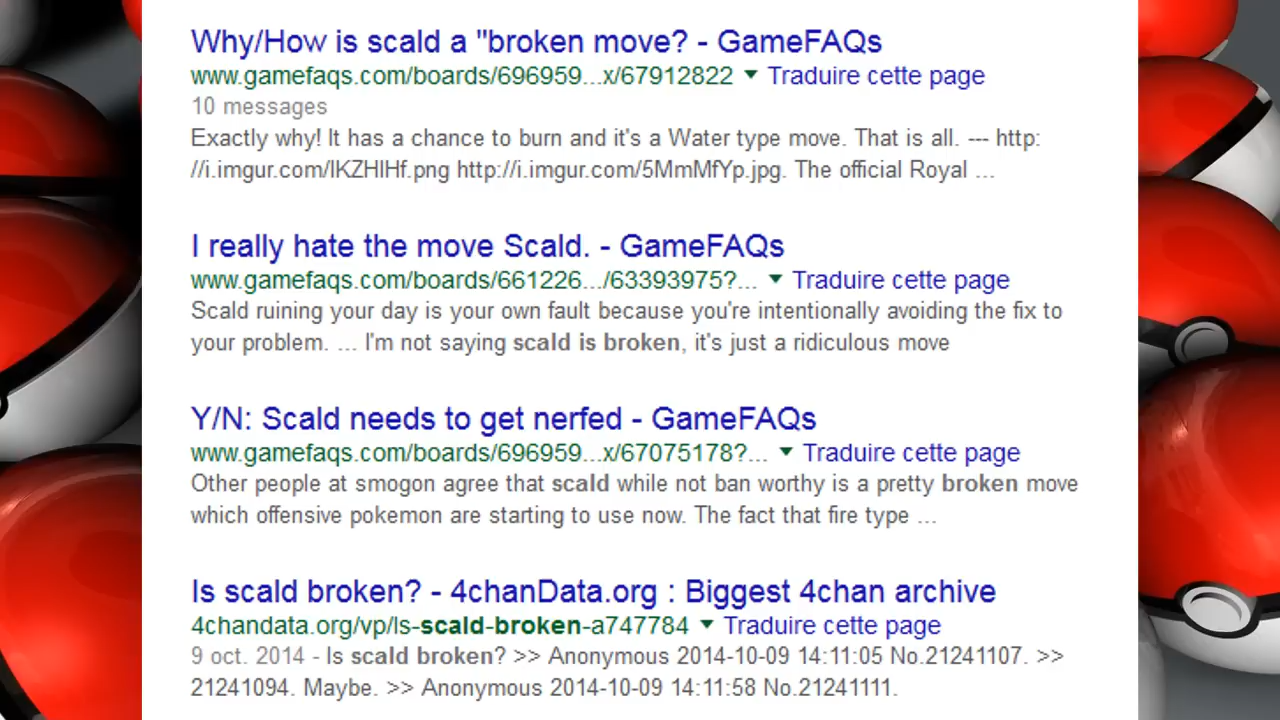 Why/How is scald a "broken move? - GameFAQs
www.gamefaqs.com/boards/696959...x/67912822 ▼ Traduire cette page
10 messages
Exactly why! It has a chance to burn and it's a Water type move. That is all. --- http:
//i.imgur.com/lKZHlHf.png http://i.imgur.com/5MmMfYp.jpg. The official Royal ...
I really hate the move Scald. - GameFAQs
www.gamefaqs.com/boards/661226.../63393975?... ▼ Traduire cette page
Scald ruining your day is your own fault because you're intentionally avoiding the fix to
your problem. ... I'm not saying scald is broken, it's just a ridiculous move
Y/N: Scald needs to get nerfed - GameFAQs
www.gamefaqs.com/boards/696959...x/67075178?... ▼ Traduire cette page
Other people at smogon agree that scald while not ban worthy is a pretty broken move
which offensive pokemon are starting to use now. The fact that fire type ...
Is scald broken? - 4chanData.org : Biggest 4chan archive
4chandata.org/vp/Is-scald-broken-a747784 ▼ Traduire cette page
9 oct. 2014 - Is scald broken? >> Anonymous 2014-10-09 14:11:05 No.21241107. >>
21241094. Maybe. >> Anonymous 2014-10-09 14:11:58 No.21241111.